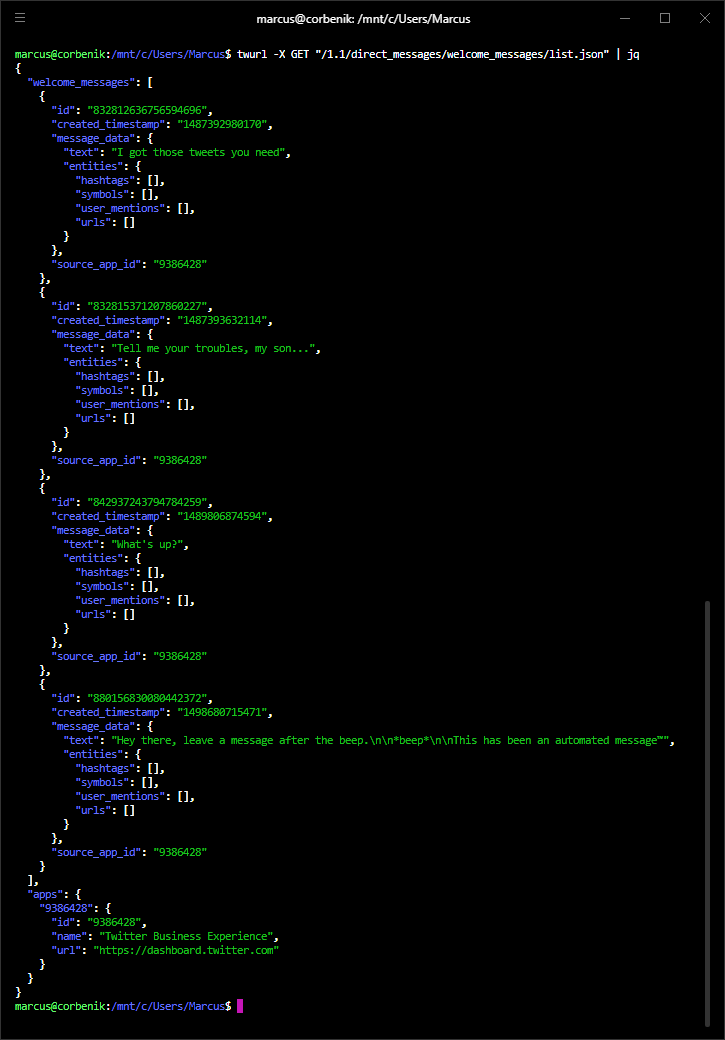 marcus@corbenik: /mnt/c/Users/Marcus
marcus@corbenik:/mnt/c/Users/Marcus$ twurl -X GET "/1.1/direct_messages/welcome_messages/list.json" | jq
{
  "welcome_messages": [
    {
      "id": "832812636756594696",
      "created_timestamp": "1487392980170",
      "message_data": {
        "text": "I got those tweets you need",
        "entities": {
          "hashtags": [],
          "symbols": [],
          "user_mentions": [],
          "urls": []
        }
      },
      "source_app_id": "9386428"
    },
    {
      "id": "832815371207860227",
      "created_timestamp": "1487393632114",
      "message_data": {
        "text": "Tell me your troubles, my son...",
        "entities": {
          "hashtags": [],
          "symbols": [],
          "user_mentions": [],
          "urls": []
        }
      },
      "source_app_id": "9386428"
    },
    {
      "id": "842937243794784259",
      "created_timestamp": "1489806874594",
      "message_data": {
        "text": "What's up?",
        "entities": {
          "hashtags": [],
          "symbols": [],
          "user_mentions": [],
          "urls": []
        }
      },
      "source_app_id": "9386428"
    },
    {
      "id": "880156830080442372",
      "created_timestamp": "1498680715471",
      "message_data": {
        "text": "Hey there, leave a message after the beep.\n\n*beep*\n\nThis has been an automated message™",
        "entities": {
          "hashtags": [],
          "symbols": [],
          "user_mentions": [],
          "urls": []
        }
      },
      "source_app_id": "9386428"
    }
  ],
  "apps": {
    "9386428": {
      "id": "9386428",
      "name": "Twitter Business Experience",
      "url": "https://dashboard.twitter.com"
    }
  }
}
marcus@corbenik:/mnt/c/Users/Marcus$